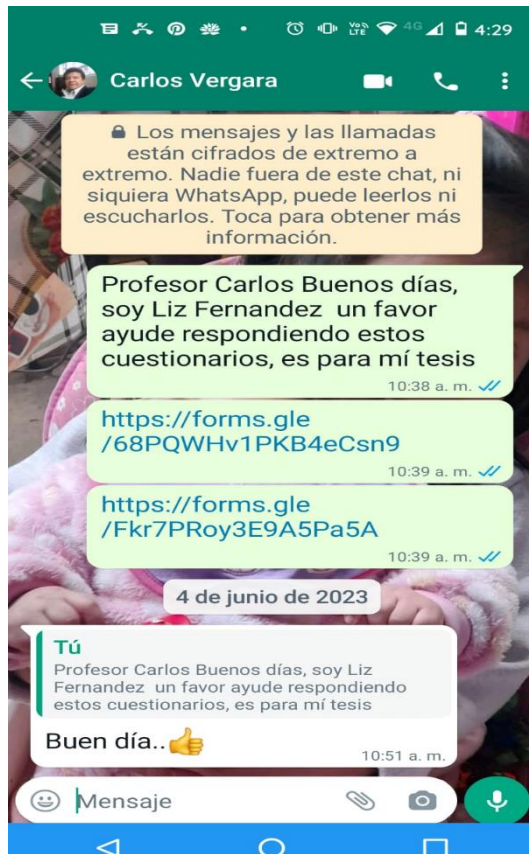 4G 4:29
Carlos Vergara
Los mensajes y las llamadas
están cifrados de extremo a
extremo. Nadie fuera de este chat, ni
siquiera WhatsApp, puede leerlos ni
escucharlos. Toca para obtener más
información.
Profesor Carlos Buenos días,
soy Liz Fernandez un favor
ayude respondiendo estos
cuestionarios, es para mí tesis
10:38 a. m.
https://forms.gle
/68PQWHv1PKB4eCsn9
10:39 a. m.
https://forms.gle
/Fkr7PRoy3E9A5Pa5A
10:39 a. m.
4 de junio de 2023
Tú
Profesor Carlos Buenos días, soy Liz
Fernandez un favor ayude respondiendo
estos cuestionarios, es para mí tesis
Buen día..👍
10:51 a. m.
Mensaje